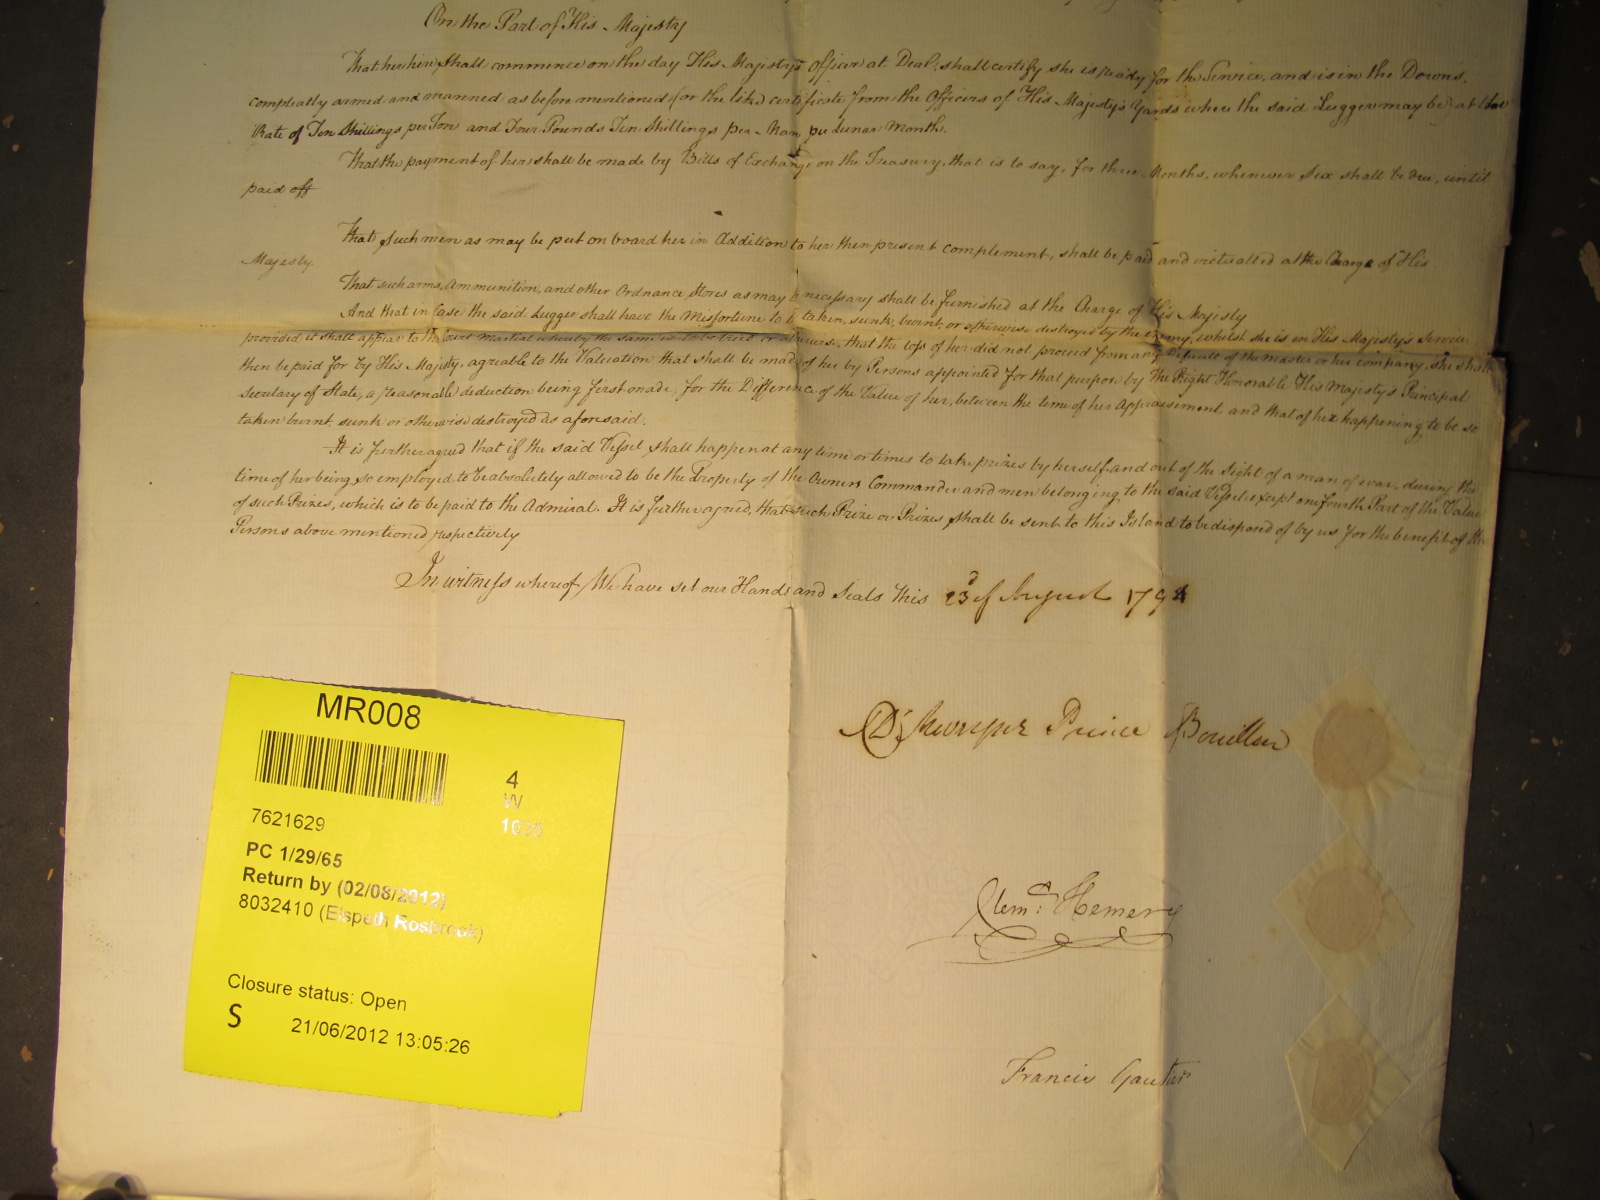 On the Part of His Majesty
That her hire shall commence on the day His Majesty's officer at Deal, shall certify she is ready for the Service, and is in the Downs,
compleatly armed and manned as before mentioned (or the like certificate from the Officers of His Majesty's Yards where the said Lugger may be) at the
Rate of Ten Shillings per Ton and Four Pounds Ten Shillings per Man per Lunar Month.
That the payment of her shall be made by Bills of Exchange on the Treasury, that is to say, for three Months, whenever Six shall be due, until
paid off
That such men as may be put on board her in Addition to her then present complement, shall be paid and victualled at the Charge of His
Majesty.
That such arms, Ammunition, and other Ordnance Stores as may be necessary shall be furnished at the Charge of His Majesty
And that in Case the said Lugger shall have the Misfortune to be taken, sunk, burnt, or otherwise destroyed by the Enemy, whilst she is in His Majesty's Service
provided it shall appear to the Court Martial whereby the same is to be tried or otherwise, that the loss of her did not proceed from any Default of the Master or her company, she shall
then be paid for by His Majesty, agreable to the Valuation that shall be made of her by Persons appointed for that purpose by The Right Honorable His Majesty's Principal
Secretary of State, a reasonable deduction being first made, for the Difference of the Value of her, between the time of her Appraisement, and that of her happening to be so
taken burnt, sunk or otherwise destroyed as aforesaid.
It is further agreed that if the said Vessel shall happen at any time or times to take prizes by herself, and out of the Sight of a man of war, during the
time of her being so employed, to be absolutely allowed to be the Property of the Owners Commander and men belonging to the said Vessel, except one fourth Part of the Value
of such Prizes, which is to be paid to the Admiral. It is further agreed, that such Prize or Prizes shall be sent to this Island to be disposed of by us for the benefit of the
Persons above mentioned respectively
In witness whereof We have set our Hands and Seals this 23d of August 1794
Prince Bouillon
Clemt: Hemery
Francis
MR008
4
W
7621629
PC 1/29/65
Return by (02/08/2012)
8032410 (Elspeth Rosbrook)
Closure status: Open
S 21/06/2012 13:05:26